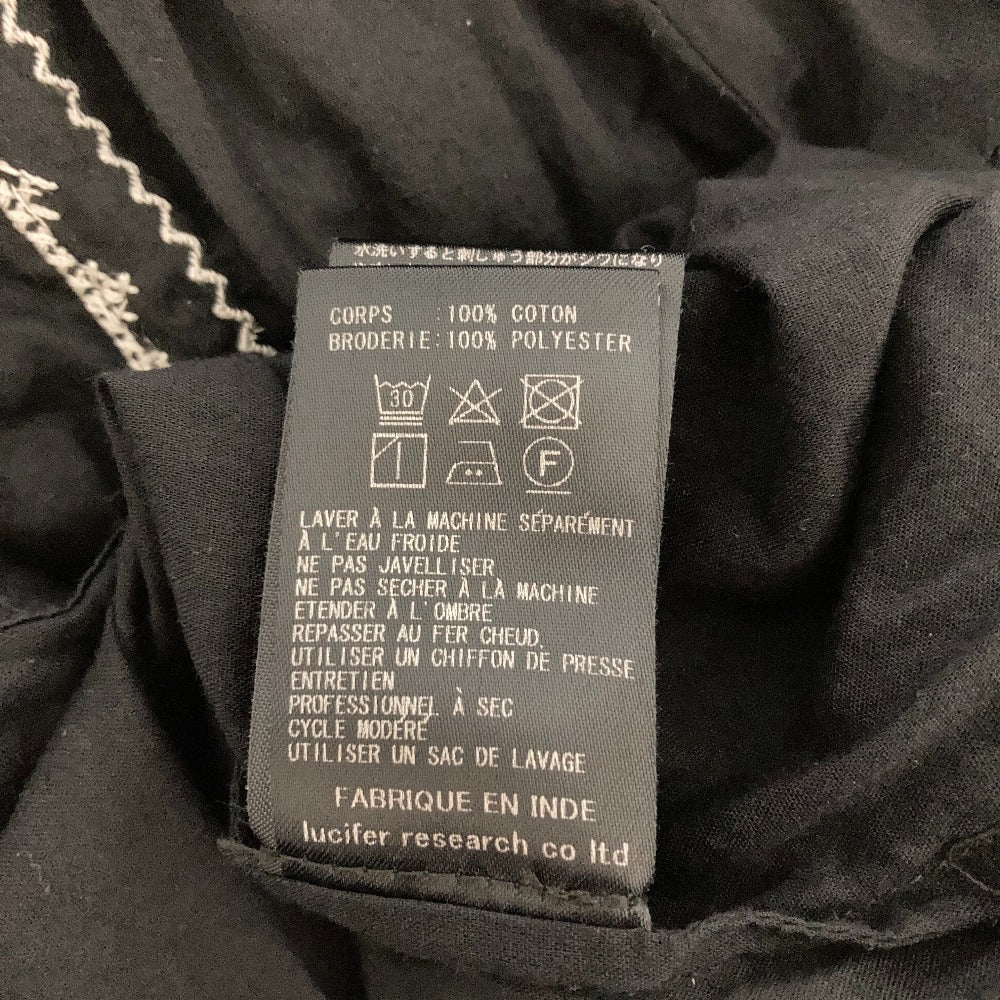 水洗いすると刺しゅう部分がシワになり
CORPS :100% COTON
BRODERIE:100% POLYESTER
30
F
LAVER À LA MACHINE SÉPARÉMENT
À L'EAU FROIDE
NE PAS JAVELLISER
NE PAS SECHER À LÀ MACHINE
ETENDER À L'OMBRE
REPASSER AU FER CHEUD,
UTILISER UN CHIFFON DE PRESSE
ENTRETIEN
PROFESSIONNEL À SEC
CYCLE MODÉRÉ
UTILISER UN SAC DE LAVAGE
FABRIQUE EN INDE
lucifer research co ltd